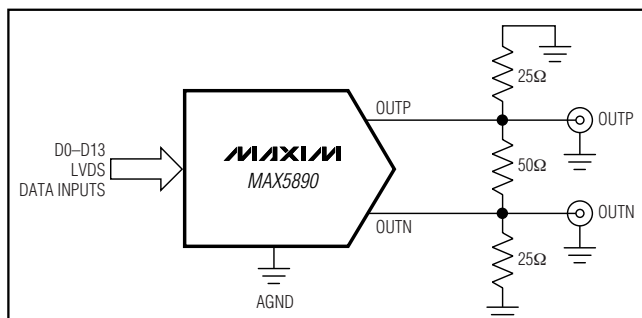 25Ω
OUTP
OUTP
D0–D13
LVDS
DATA INPUTS
MAXIM
MAX5890
50Ω
OUTN
OUTN
25Ω
AGND